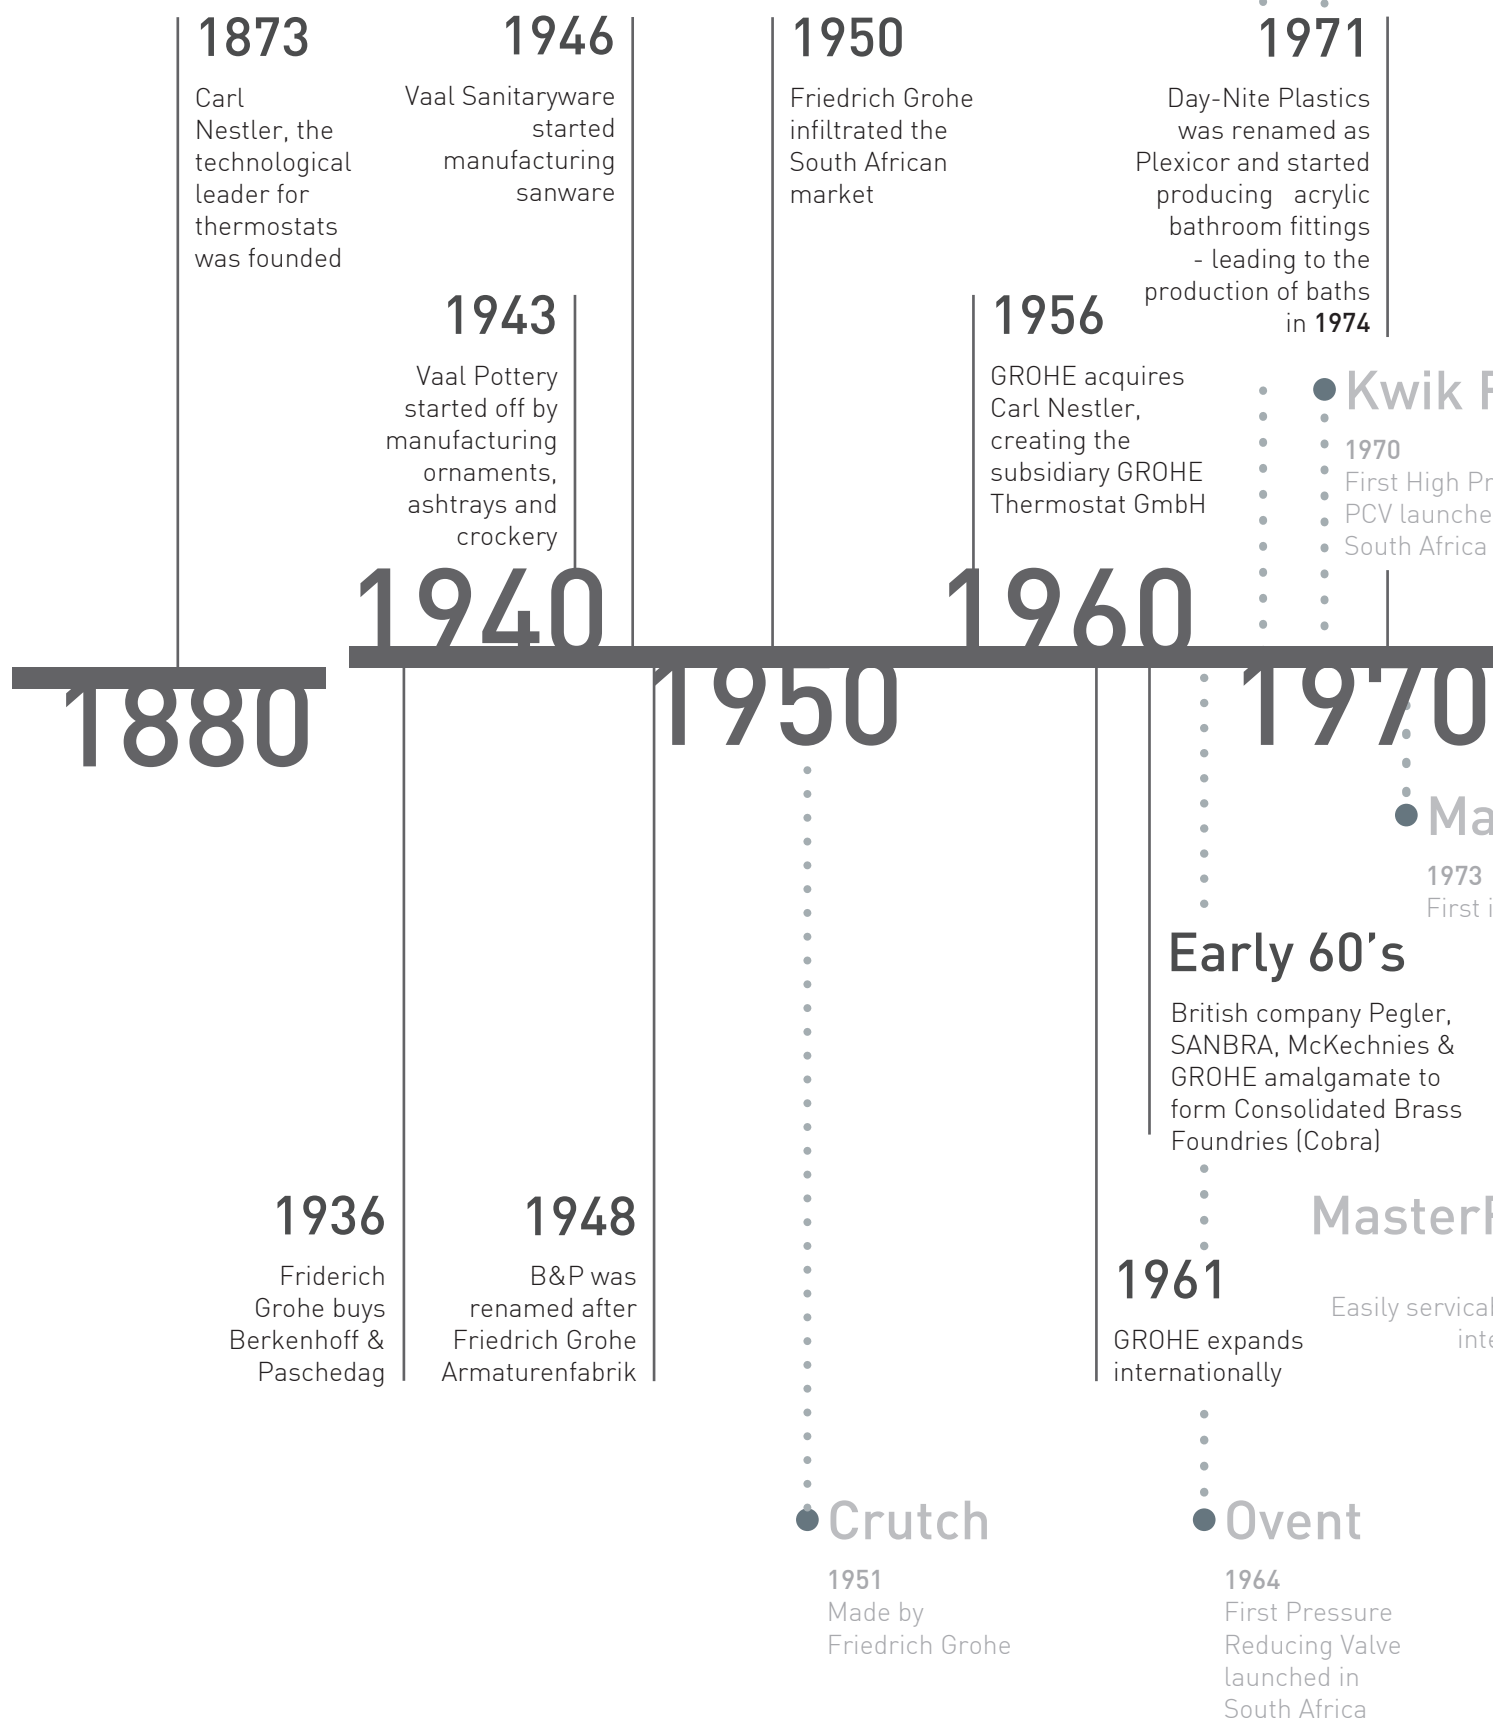 1873
Carl
Nestler, the
technological
leader for
thermostats
was founded
1946
Vaal Sanitaryware
started
manufacturing
sanware
1950
Friedrich Grohe
infiltrated the
South African
market
1971
Day-Nite Plastics
was renamed as
Plexicor and started
producing acrylic
bathroom fittings
- leading to the
production of baths
in 1974
1943
Vaal Pottery
started off by
manufacturing
ornaments,
ashtrays and
crockery
1956
GROHE acquires
Carl Nestler,
creating the
subsidiary GROHE
Thermostat GmbH
Kwik
1970
First High
PCV
South Africa
1940
1960
1880
1950
1970
1973
First
Early 60's
British company Pegler,
SANBRA, McKechnies &
GROHE amalgamate to
form Consolidated Brass
Foundries (Cobra)
1936
Friderich
Grohe buys
Berkenhoff &
Paschedag
1948
B&P was
renamed after
Friedrich Grohe
Armaturenfabrik
1961
GROHE expands
internationally
Easily
Crutch
1951
Made by
Friedrich Grohe
Ovent
1964
First Pressure
Reducing Valve
launched in
South Africa